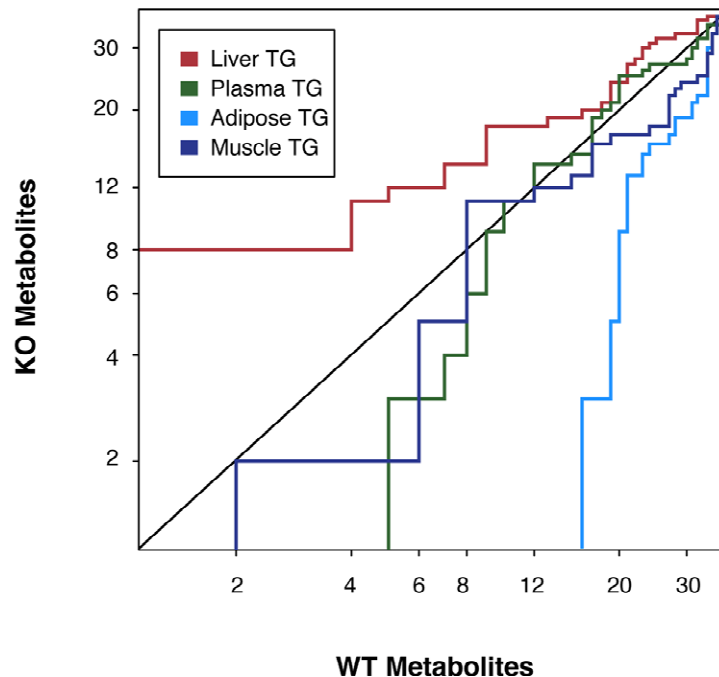 30
20
12
8
6
4
2
KO Metabolites
Liver TG
Plasma TG
Adipose TG
Muscle TG
2 4 6 8 12 20 30
WT Metabolites